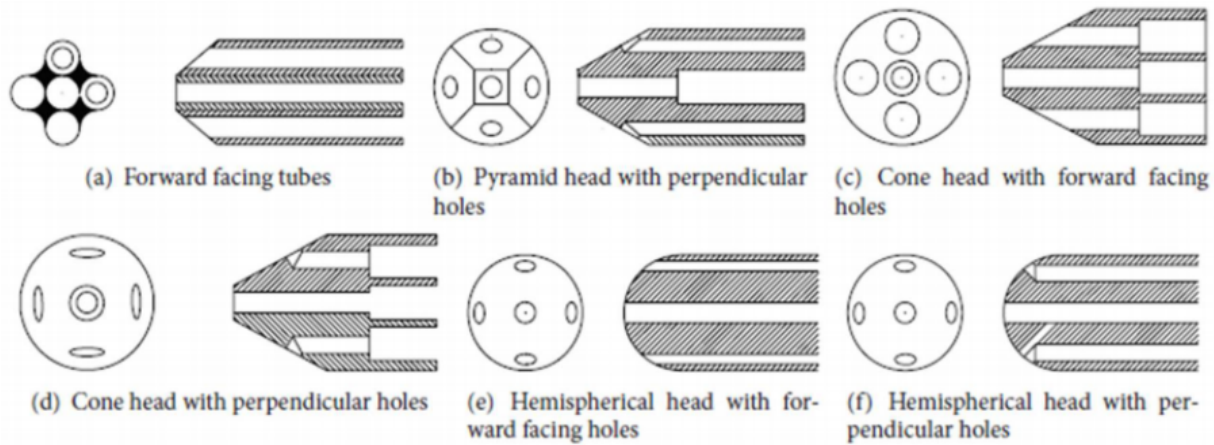 (a) Forward facing tubes
(b) Pyramid head with perpendicular
holes
(c) Cone head with forward facing
holes
(d) Cone head with perpendicular holes
(e) Hemispherical head with for-
ward facing holes
(f) Hemispherical head with per-
pendicular holes